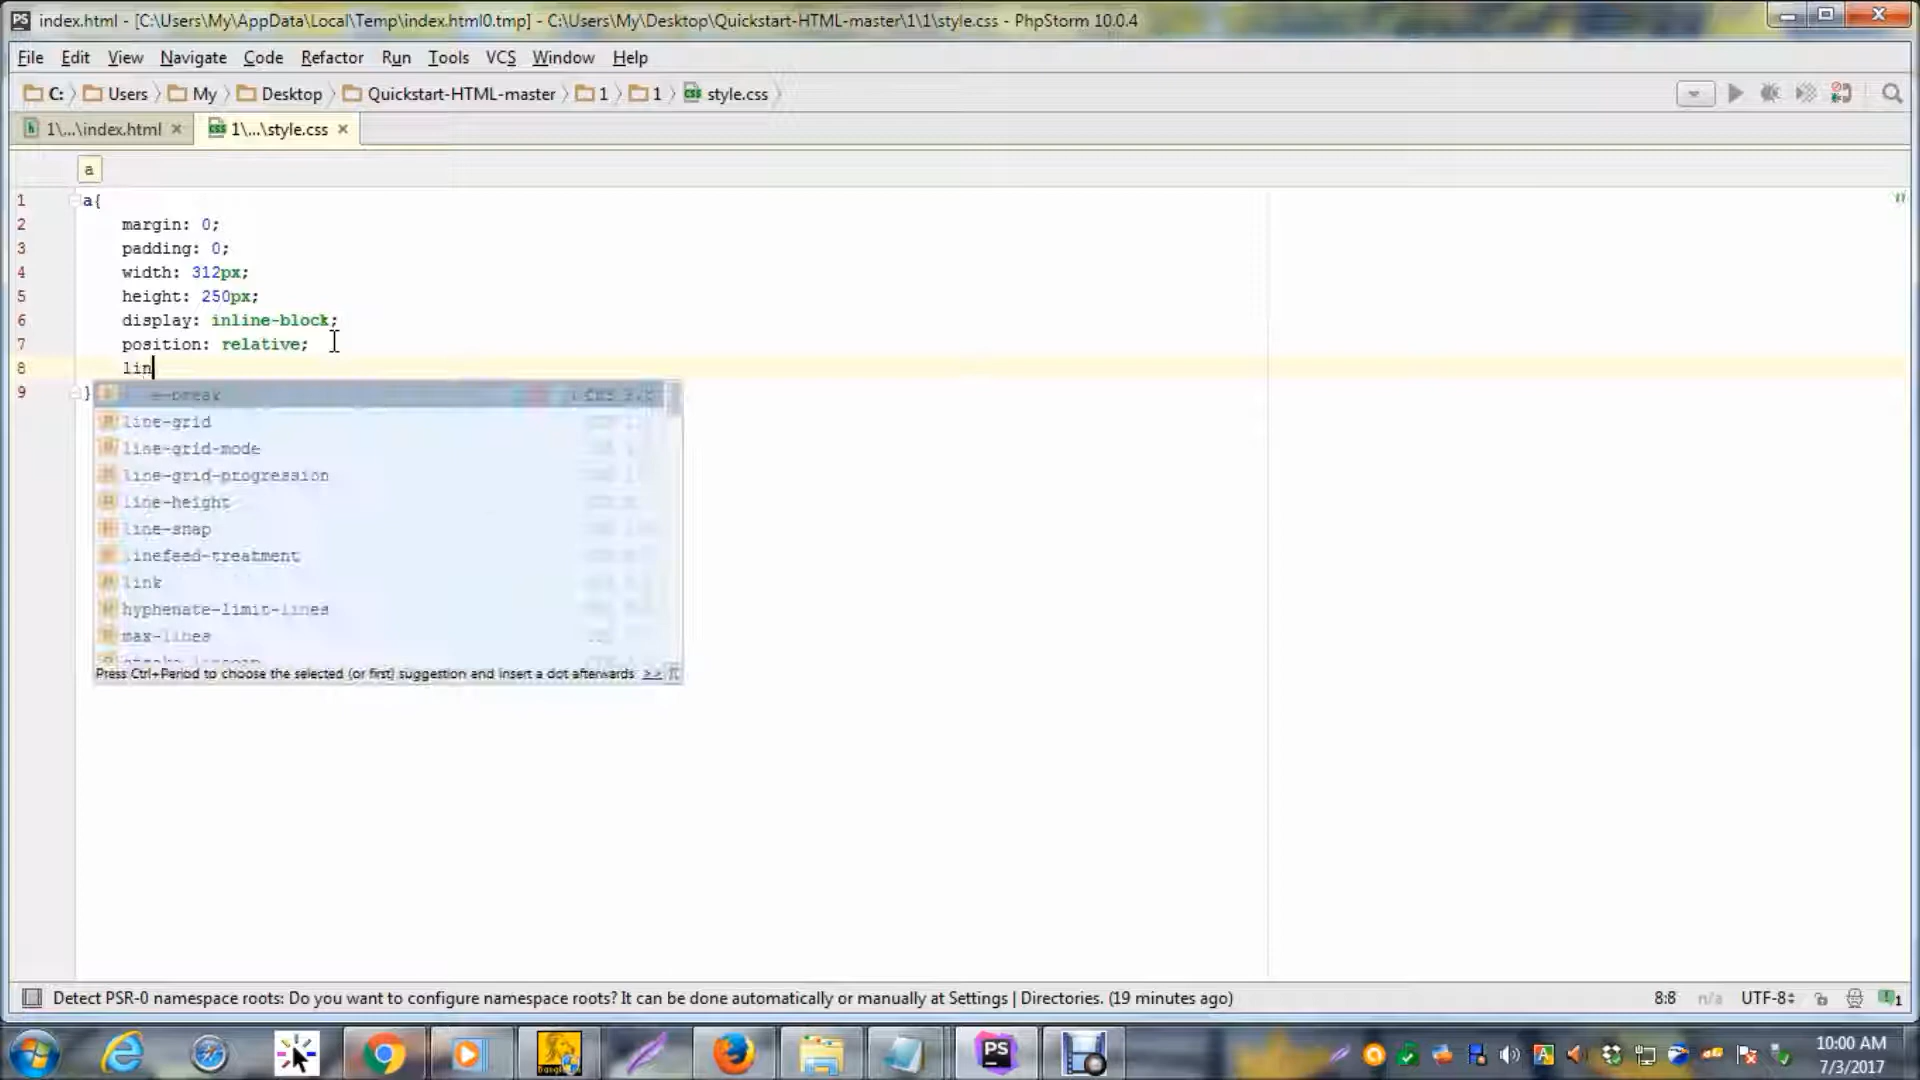 index.html - [C:\Users\My\AppData\Local\Temp\index.html0.tmp] - C:\Users\My\Desktop\Quickstart-HTML-master\1\1\style.css - PhpStorm 10.0.4
File Edit View Navigate Code Refactor Run Tools VCS Window Help
C: Users My Desktop Quickstart-HTML-master 1 1 style.css
1\...\index.html 1\...\style.css
a
1 a{
2 margin: 0;
3 padding: 0;
4 width: 312px;
5 height: 250px;
6 display: inline-block;
7 position: relative;
8 lin
9 }
line-grid
line-grid-mode
line-grid-progression
line-height
line-snap
linefeed-treatment
link
hyphenate-limit-lines
max-lines
Press Ctrl+Period to choose the selected (or first) suggestion and insert a dot afterwards >>
Detect PSR-0 namespace roots: Do you want to configure namespace roots? It can be done automatically or manually at Settings | Directories. (19 minutes ago) 8:8 n/a UTF-8
10:00 AM
7/3/2017